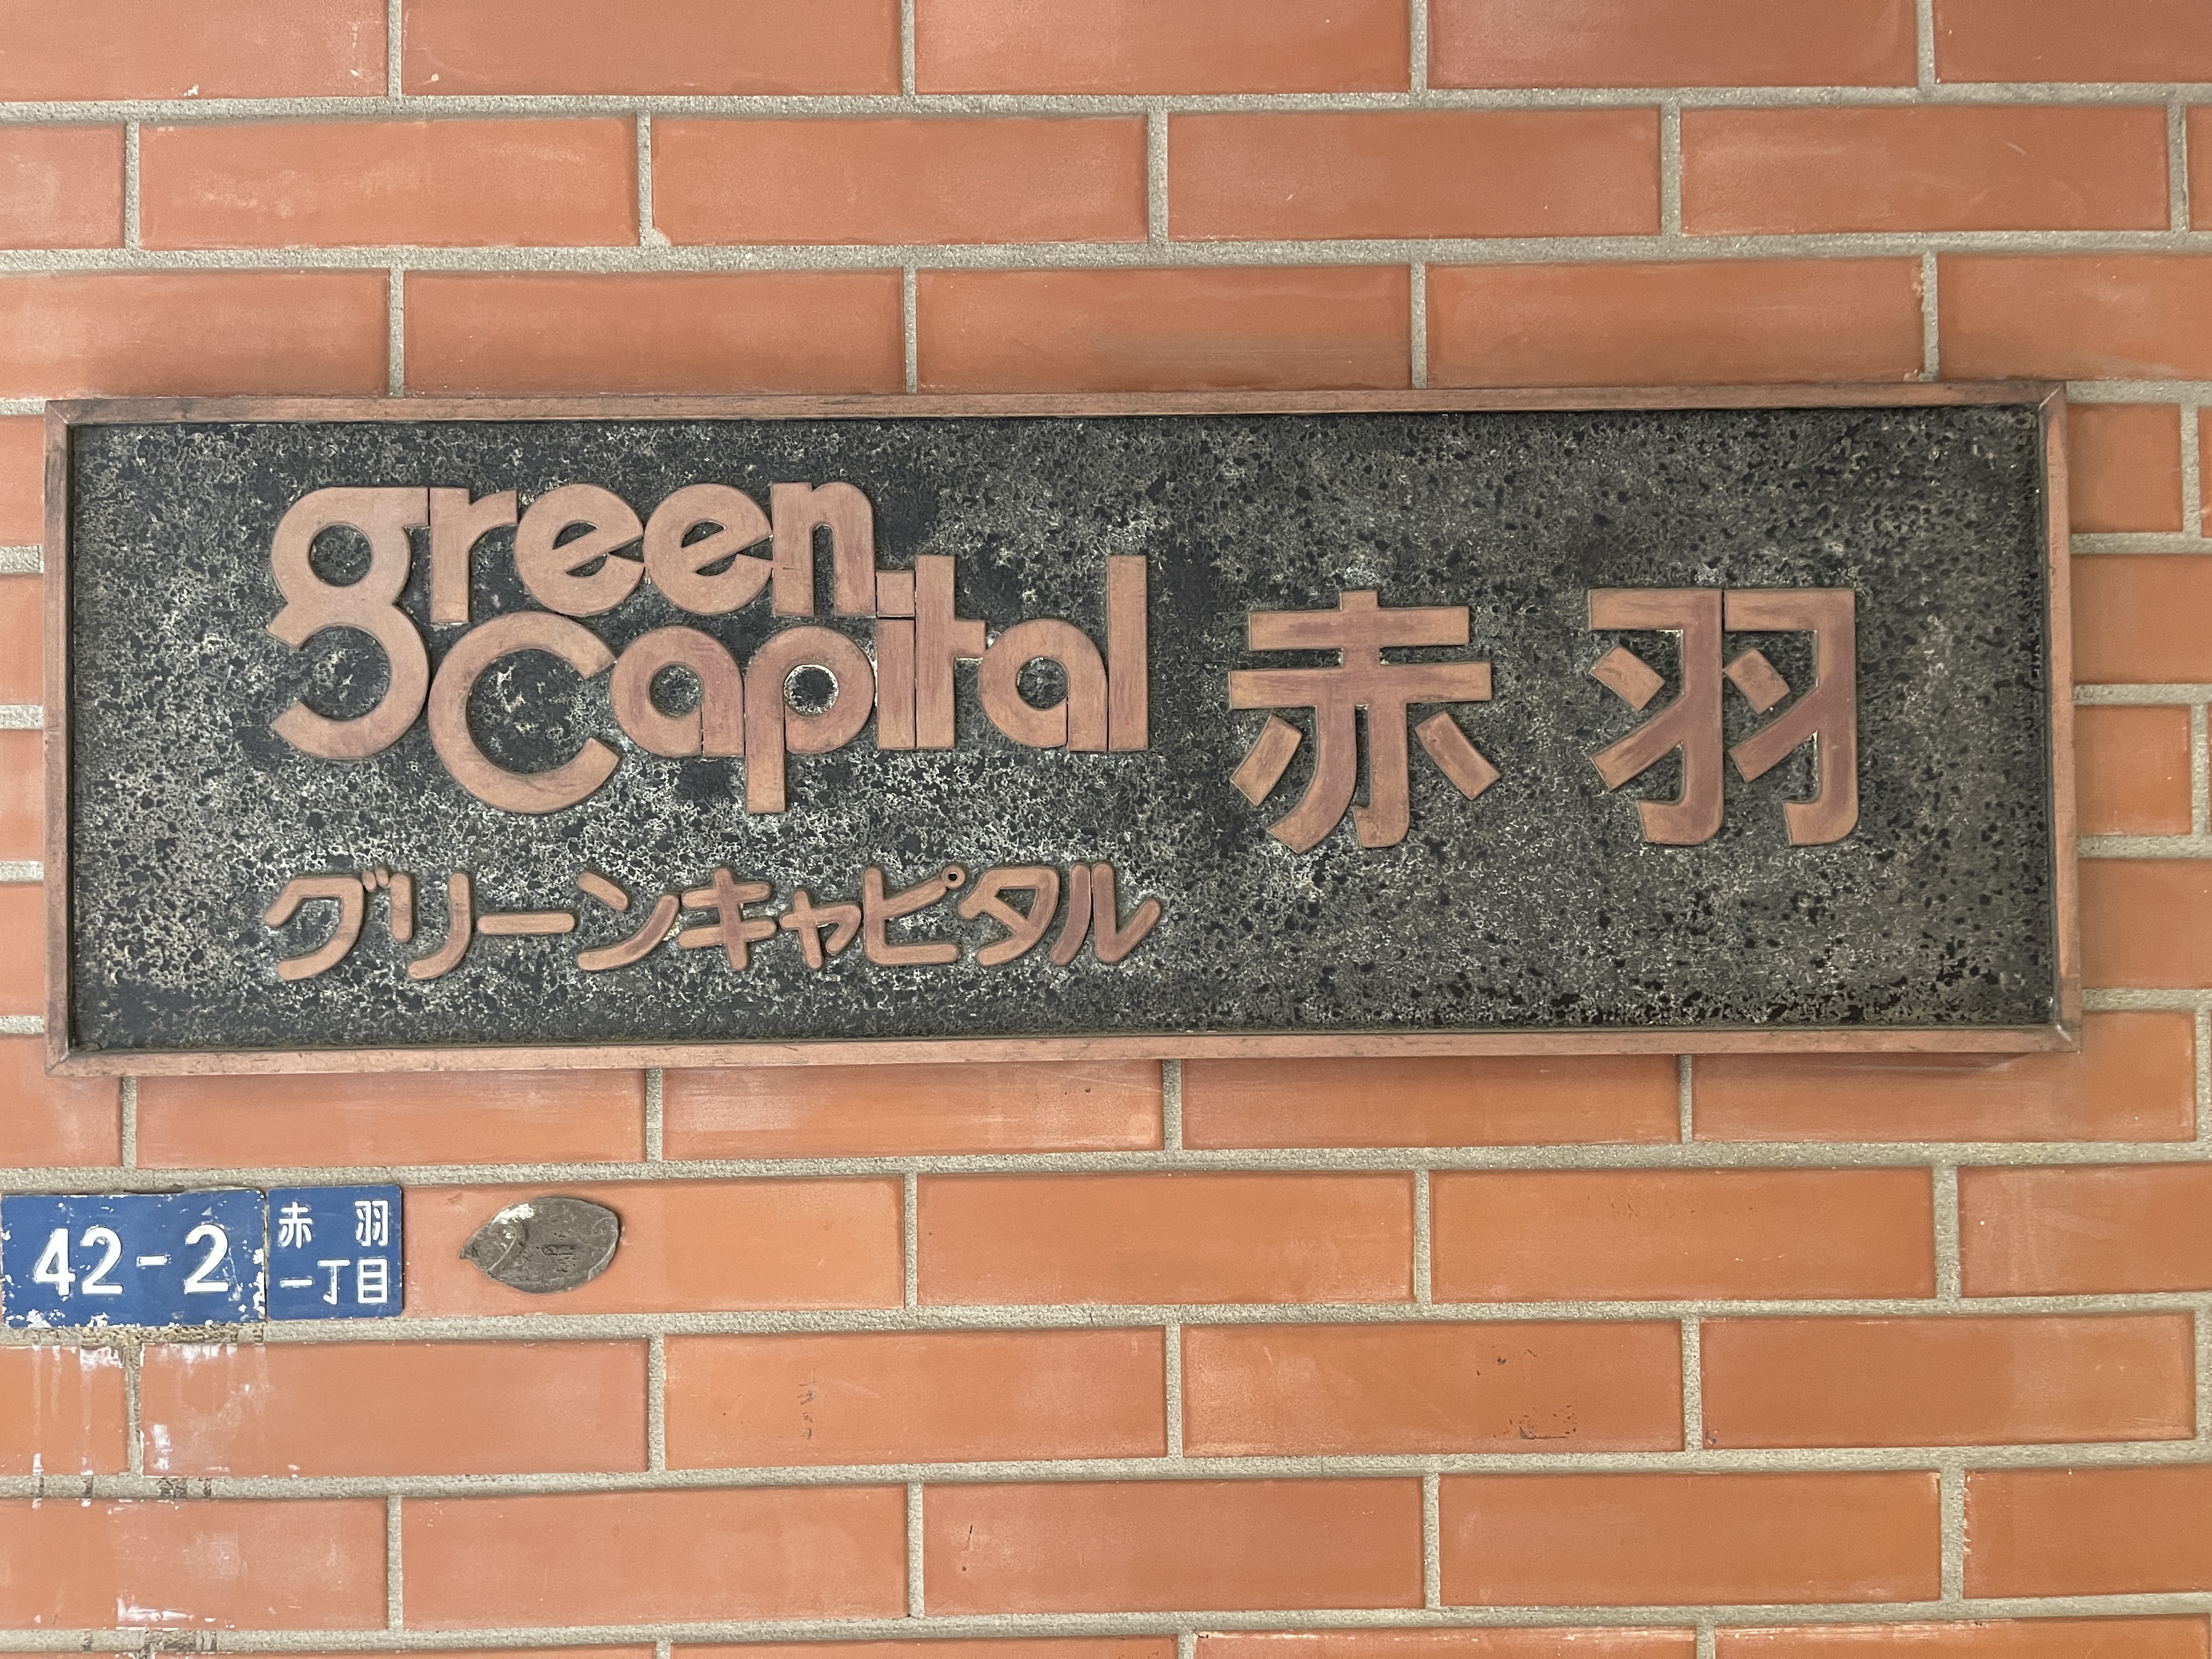 green
Capital
赤羽
グリーンキャピタル
42-2
赤羽
一丁目